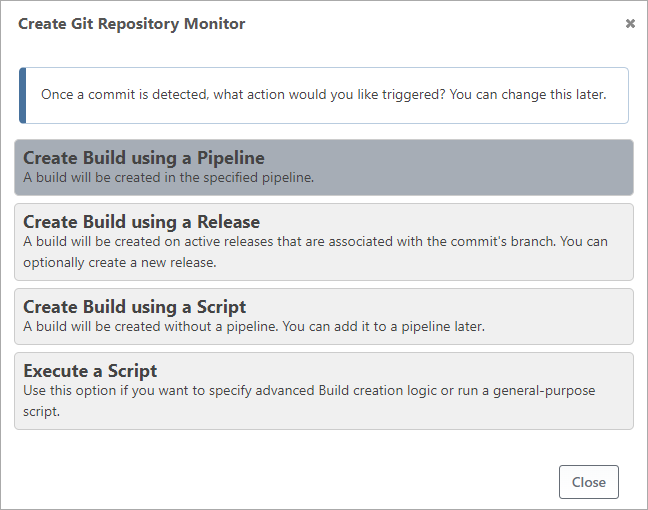 Create Git Repository Monitor
Once a commit is detected, what action would you like triggered? You can change this later.
Create Build using a Pipeline
A build will be created in the specified pipeline.
Create Build using a Release
A build will be created on active releases that are associated with the commit's branch. You can
optionally create a new release.
Create Build using a Script
A build will be created without a pipeline. You can add it to a pipeline later.
Execute a Script
Use this option if you want to specify advanced Build creation logic or run a general-purpose
script.
Close